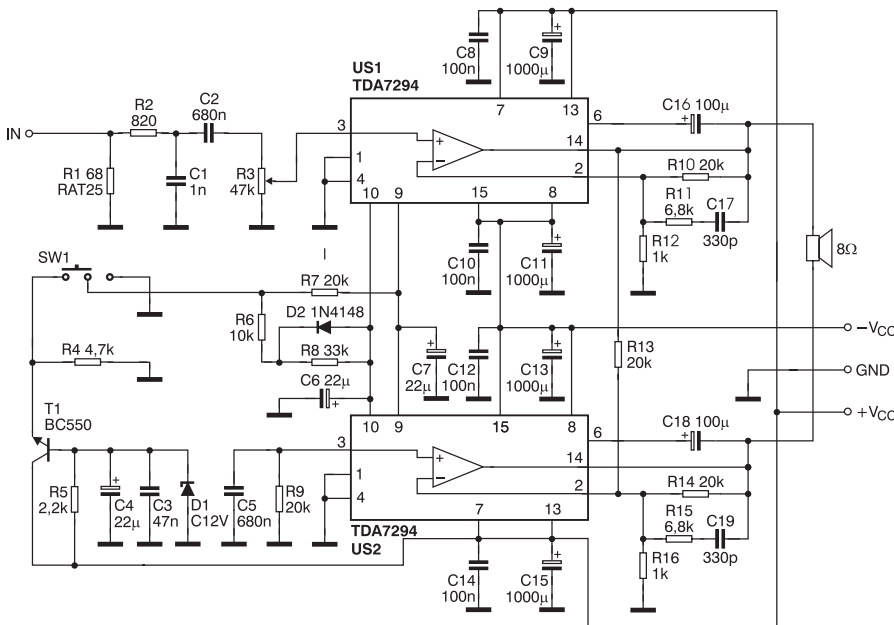 C8
100n
C9
1000µ
US1
TDA7294
7
13
C2
680n
R2
820
IN
3
6
C16 100µ
14
2
1
4
R1 68
RAT25
C1
1n
R3
47k
R10 20k
R11
6,8k
C17
330p
R12
1k
10
9
15
8
8Ω
C10
100n
C11
1000µ
SW1
R7 20k
D2 1N4148
R6
10k
R8 33k
C6 22µ
C7
22µ
C12
100n
C13
1000µ
R13
20k
–VCC
GND
+VCC
R4 4,7k
T1
BC550
10
9
15
8
3
6
C18 100µ
14
2
1
4
R5
2,2k
C4
22µ
C3
47n
D1
C12V
C5
680n
R9
20k
R14 20k
R15
6,8k
C19
330p
R16
1k
7
13
TDA7294
US2
C14
100n
C15
1000µ